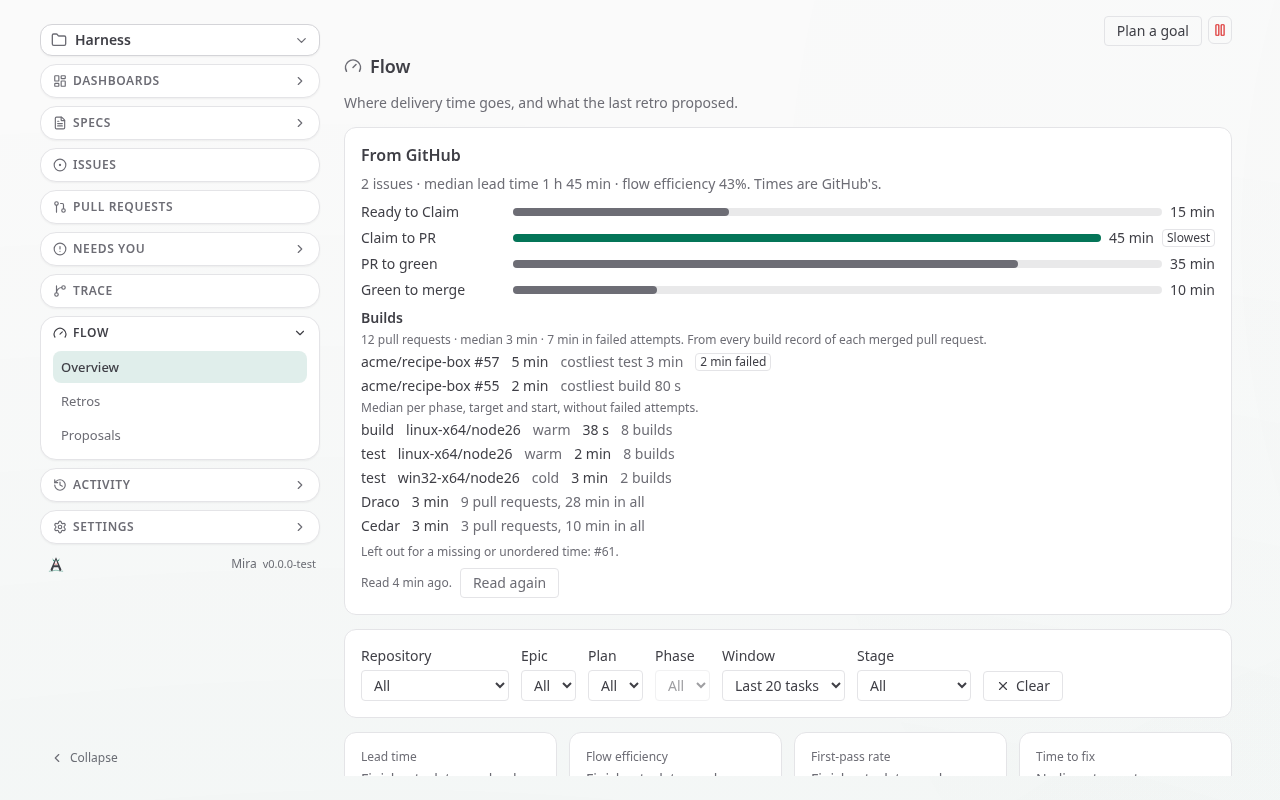 Harness
DASHBOARDS
SPECS
ISSUES
PULL REQUESTS
NEEDS YOU
TRACE
FLOW
Overview
Retros
Proposals
ACTIVITY
SETTINGS
Mira v0.0.0-test
Collapse
Plan a goal
Flow
Where delivery time goes, and what the last retro proposed.
From GitHub
2 issues · median lead time 1 h 45 min · flow efficiency 43%. Times are GitHub's.
Ready to Claim 15 min
Claim to PR 45 min Slowest
PR to green 35 min
Green to merge 10 min
Builds
12 pull requests · median 3 min · 7 min in failed attempts. From every build record of each merged pull request.
acme/recipe-box #57 5 min costliest test 3 min 2 min failed
acme/recipe-box #55 2 min costliest build 80 s
Median per phase, target and start, without failed attempts.
build linux-x64/node26 warm 38 s 8 builds
test linux-x64/node26 warm 2 min 8 builds
test win32-x64/node26 cold 3 min 2 builds
Draco 3 min 9 pull requests, 28 min in all
Cedar 3 min 3 pull requests, 10 min in all
Left out for a missing or unordered time: #61.
Read 4 min ago. Read again
Repository Epic Plan Phase Window Stage
All All All All Last 20 tasks All Clear
Lead time Flow efficiency First-pass rate Time to fix